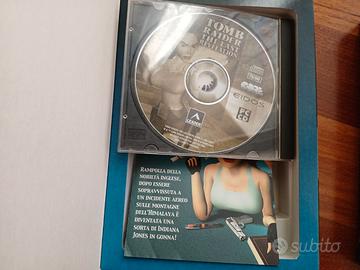 TOMB
RAIDER
THE LAST
REVELATION
EIDOS
PC
CD
RAMPOLLA DELLA
NOBILTÀ INGLESE,
DOPO ESSERE
SOPRAVVISSUTA A
UN INCIDENTE AEREO
SULLE MONTAGNE
DELL'HIMALAYA È
DIVENTATA UNA
SORTA DI INDIANA
JONES IN GONNA!
subito